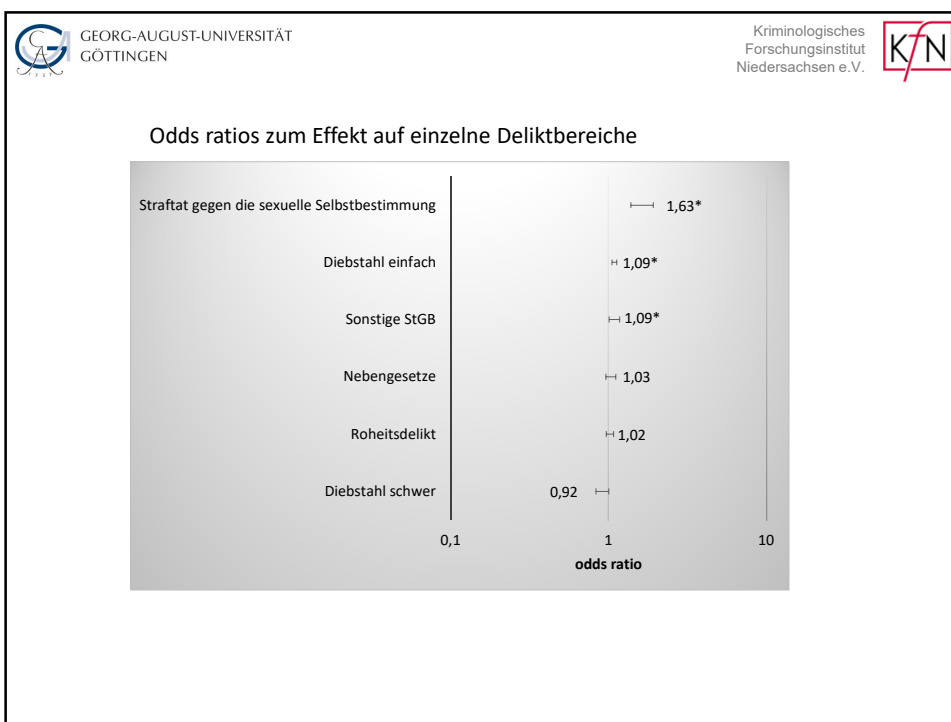 GEORG-AUGUST-UNIVERSITÄT
GÖTTINGEN
Kriminologisches
Forschungsinstitut
Niedersachsen e.V.
KfN
Odds ratios zum Effekt auf einzelne Deliktbereiche
Straftat gegen die sexuelle Selbstbestimmung 1,63*
Diebstahl einfach 1,09*
Sonstige StGB 1,09*
Nebengesetze 1,03
Roheitsdelikt 1,02
Diebstahl schwer 0,92
0,1 1 10
odds ratio